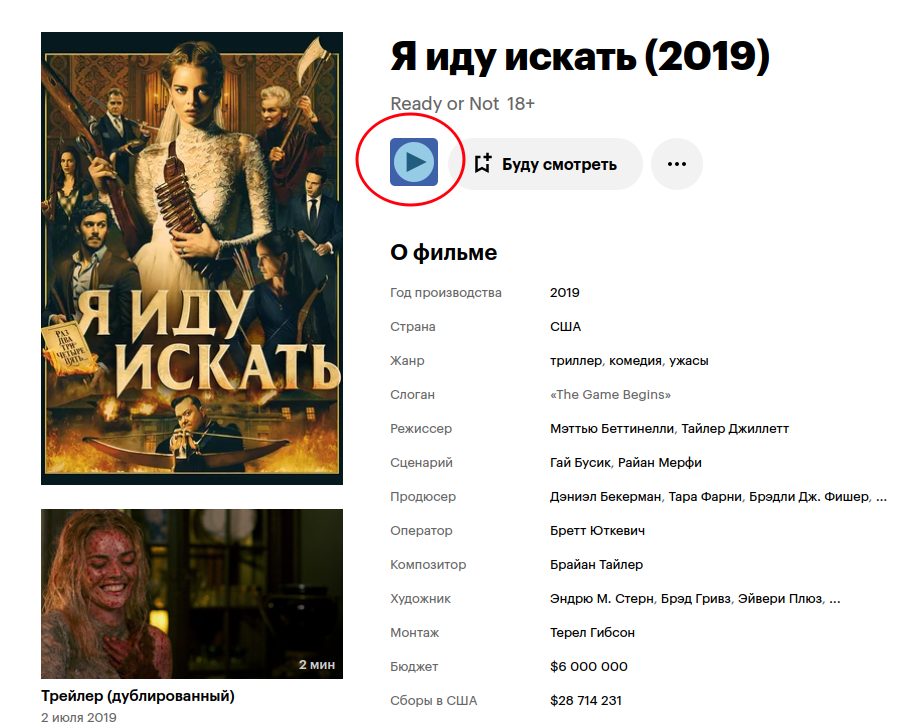 Я иду искать (2019)
Ready or Not 18+
Буду смотреть
О фильме
Год производства 2019
Страна США
Жанр триллер, комедия, ужасы
Слоган «The Game Begins»
Режиссер Мэттью Беттинелли, Тайлер Джиллетт
Сценарий Гай Бусик, Райан Мерфи
Продюсер Дэниэл Бекерман, Тара Фарни, Брэдли Дж. Фишер, ...
Оператор Бретт Юткевич
Композитор Брайан Тайлер
Художник Эндрю М. Стерн, Брэд Гривз, Эйвери Плюз, ...
Монтаж Терел Гибсон
Бюджет $6 000 000
Сборы в США $28 714 231
Я ИДУ
ИСКАТЬ
РАЗ
ДВА
ТРИ
ЧЕТЫРЕ
ПЯТЬ...
2 мин
Трейлер (дублированный)
2 июля 2019